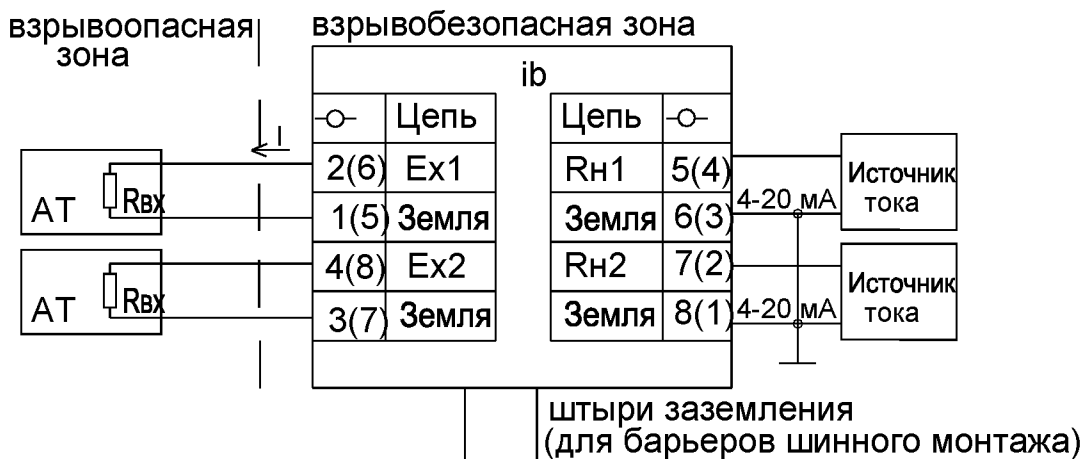 взрывоопасная
зона
взрывобезопасная зона
ib
Цепь
Цепь
I
2(6) Ex1
Rн1 5(4)
Источник
тока
AT Rвх
1(5) Земля
Земля 6(3)
4-20 мА
4(8) Ex2
Rн2 7(2)
Источник
тока
AT Rвх
3(7) Земля
Земля 8(1)
4-20 мА
штыри заземления
(для барьеров шинного монтажа)